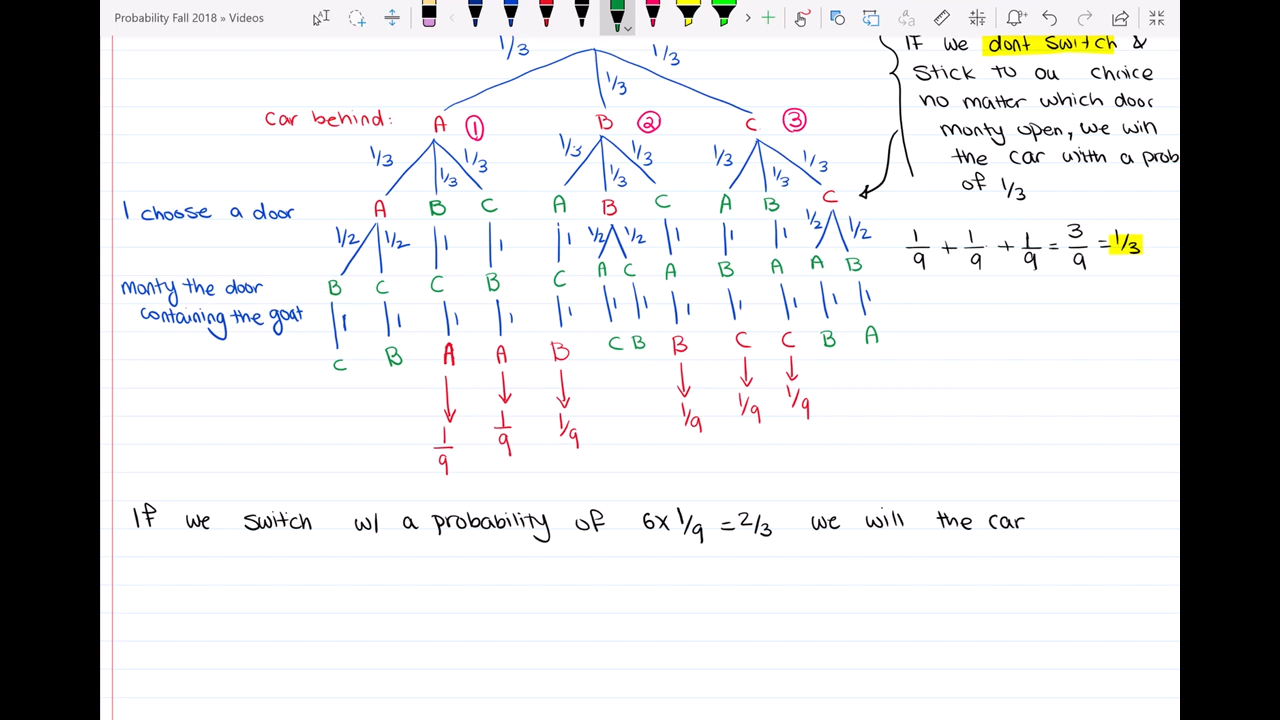 Probability Fall 2018 » Videos
1/3 1/3 1/3
Car behind: A ① B ② C ③
1/3 1/3 1/3 1/3 1/3 1/3 1/3 1/3 1/3
I choose a door A B C A B C A B C
1/2 1/2 1 1 1 1/2 1/2 1 1 1 1/2 1/2
monty the door B C C B C A C A B A A B
containing the goat 1 1 1 1 1 1 1 1 1 1 1 1
C B A A B C B B C C B A
1/9 1/9 1/9 1/9 1/9 1/9
If we dont switch &
Stick to ou choice
no matter which door
monty open, we win
the car with a prob
of 1/3
1/9 + 1/9 + 1/9 = 3/9 = 1/3
If we switch w/ a probability of 6x 1/9 = 2/3 we will the car